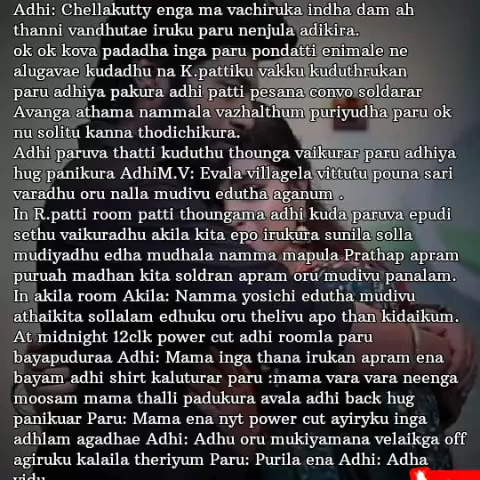 Adhi: Chellakutty enga ma vachiruka indha dam ah
thanni vandhutae iruku paru nenjula adikira.
ok ok kova padadha inga paru pondatti enimale ne
alugavae kudadhu na K.pattiku vakku kuduthrukan
paru adhiya pakura adhi patti pesana convo soldarar
Avanga athama nammala vazhalthum puriyudha paru ok
nu solitu kanna thodichikura.
Adhi paruva thatti kuduthu thounga vaikurar paru adhiya
hug panikura AdhiM.V: Evala villagela vittutu pouna sari
varadhu oru nalla mudivu edutha aganum .
In R.patti room patti thoungama adhi kuda paruva epudi
sethu vaikuradhu akila kita epo irukura sunila solla
mudiyadhu edha mudhala namma mapula Prathap apram
puruah madhan kita soldran apram oru mudivu panalam.
In akila room Akila: Namma yosichi edutha mudivu
athaikita sollalam edhuku oru thelivu apo than kidaikum.
At midnight 12clk power cut adhi roomla paru
bayapuduraa Adhi: Mama inga thana irukan apram ena
bayam adhi shirt kaluturar paru :mama vara vara neenga
moosam mama thalli padukura avala adhi back hug
panikuar Paru: Mama ena nyt power cut ayiryku inga
adhlam agadhae Adhi: Adhu oru mukiyamana velaikga off
agiruku kalaila theriyum Paru: Purila ena Adhi: Adha
vidu